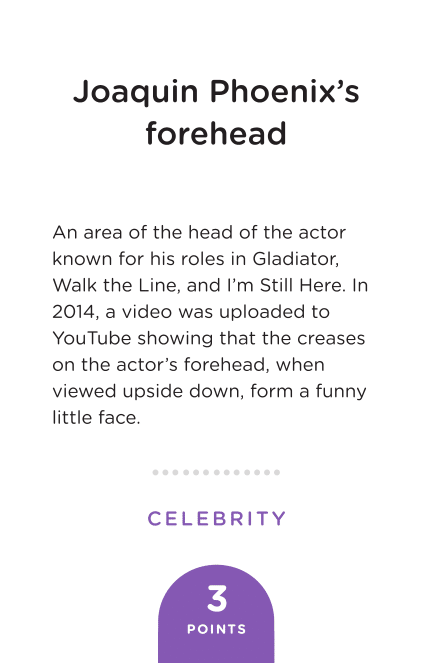 Joaquin Phoenix’s
forehead
An area of the head of the actor
known for his roles in Gladiator,
Walk the Line, and I’m Still Here. In
2014, a video was uploaded to
YouTube showing that the creases
on the actor’s forehead, when
viewed upside down, form a funny
little face.
CELEBRITY
3
POINTS